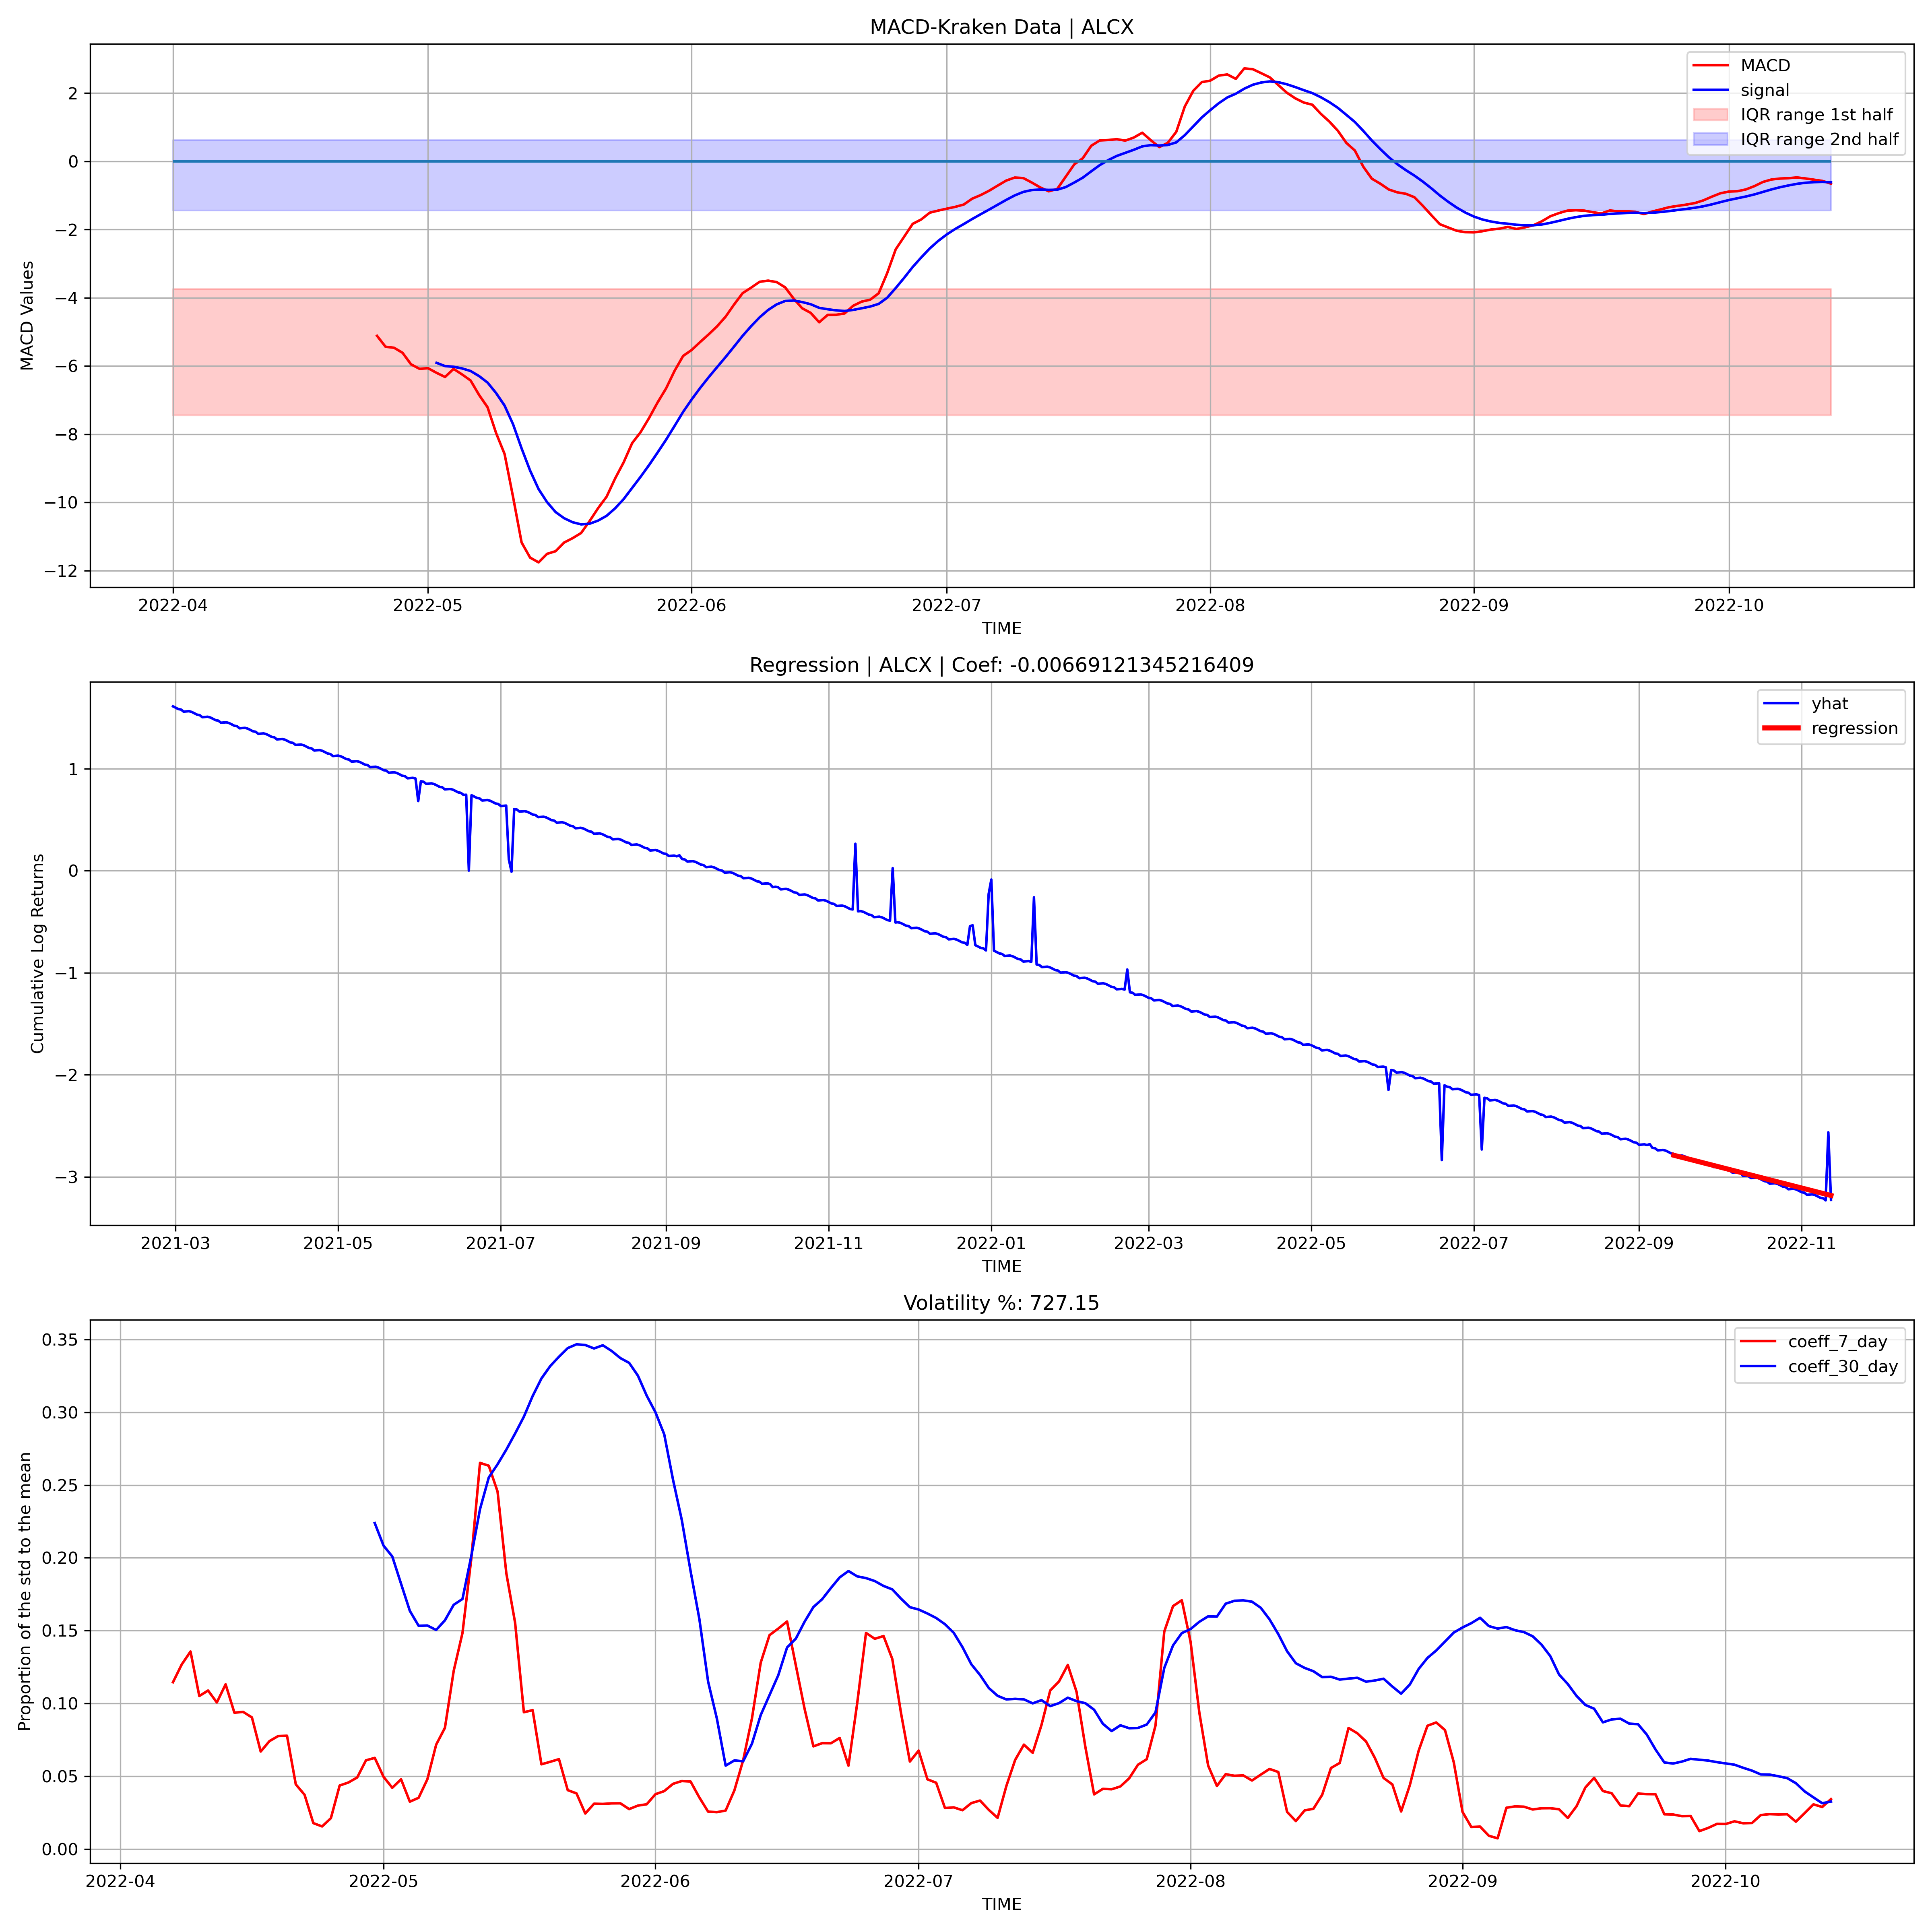 MACD-Kraken Data | ALCX
MACD
signal
IQR range 1st half
IQR range 2nd half
MACD Values
2
0
−2
−4
−6
−8
−10
−12
2022-04 2022-05 2022-06 2022-07 2022-08 2022-09 2022-10
TIME
Regression | ALCX | Coef: -0.00669121345216409
yhat
regression
Cumulative Log Returns
1
0
−1
−2
−3
2021-03 2021-05 2021-07 2021-09 2021-11 2022-01 2022-03 2022-05 2022-07 2022-09 2022-11
TIME
Volatility %: 727.15
coeff_7_day
coeff_30_day
Proportion of the std to the mean
0.35
0.30
0.25
0.20
0.15
0.10
0.05
0.00
2022-04 2022-05 2022-06 2022-07 2022-08 2022-09 2022-10
TIME